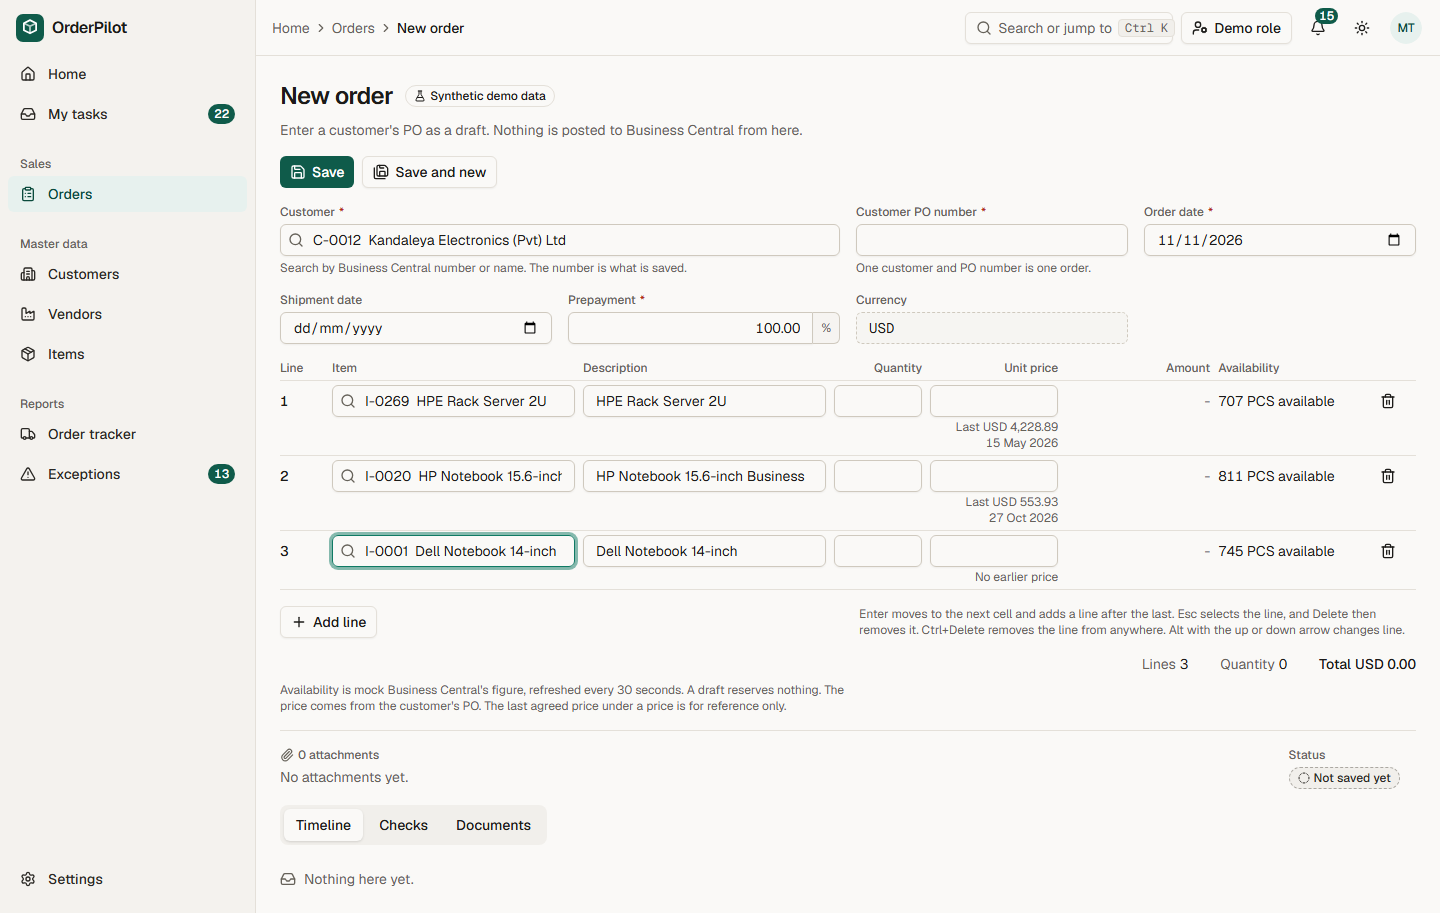 OrderPilot
Home
My tasks 22
Sales
Orders
Master data
Customers
Vendors
Items
Reports
Order tracker
Exceptions 13
Settings
Home > Orders > New order
Search or jump to Ctrl K
Demo role
15
MT
New order
Synthetic demo data
Enter a customer's PO as a draft. Nothing is posted to Business Central from here.
Save
Save and new
Customer * Customer PO number * Order date *
C-0012 Kandaleya Electronics (Pvt) Ltd 11/11/2026
Search by Business Central number or name. The number is what is saved. One customer and PO number is one order.
Shipment date Prepayment * Currency
dd/mm/yyyy 100.00 % USD
Line Item Description Quantity Unit price Amount Availability
1 I-0269 HPE Rack Server 2U HPE Rack Server 2U - 707 PCS available
Last USD 4,228.89
15 May 2026
2 I-0020 HP Notebook 15.6-inch HP Notebook 15.6-inch Business - 811 PCS available
Last USD 553.93
27 Oct 2026
3 I-0001 Dell Notebook 14-inch Dell Notebook 14-inch - 745 PCS available
No earlier price
Add line
Enter moves to the next cell and adds a line after the last. Esc selects the line, and Delete then
removes it. Ctrl+Delete removes the line from anywhere. Alt with the up or down arrow changes line.
Lines 3 Quantity 0 Total USD 0.00
Availability is mock Business Central's figure, refreshed every 30 seconds. A draft reserves nothing. The
price comes from the customer's PO. The last agreed price under a price is for reference only.
0 attachments
No attachments yet.
Status
Not saved yet
Timeline Checks Documents
Nothing here yet.